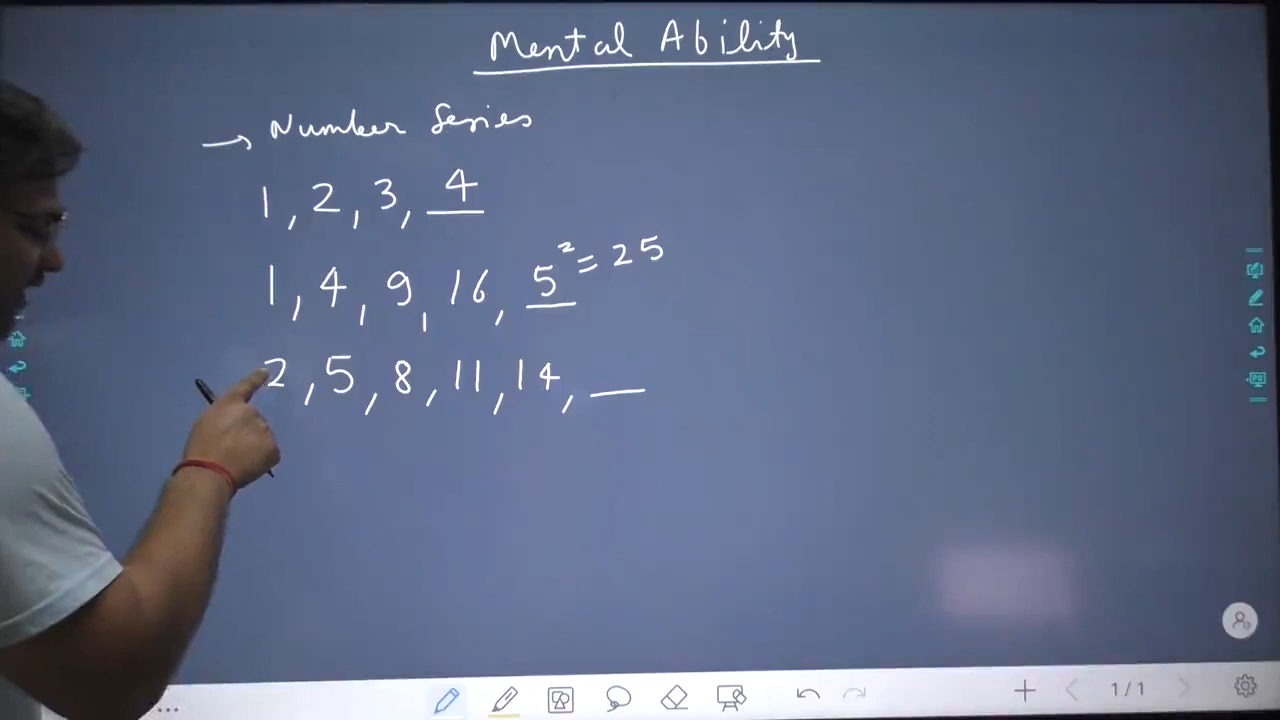 Mental Ability
→ Number Series
1, 2, 3, 4
1, 4, 9, 16, 5² = 25
2, 5, 8, 11, 14, __
1/1